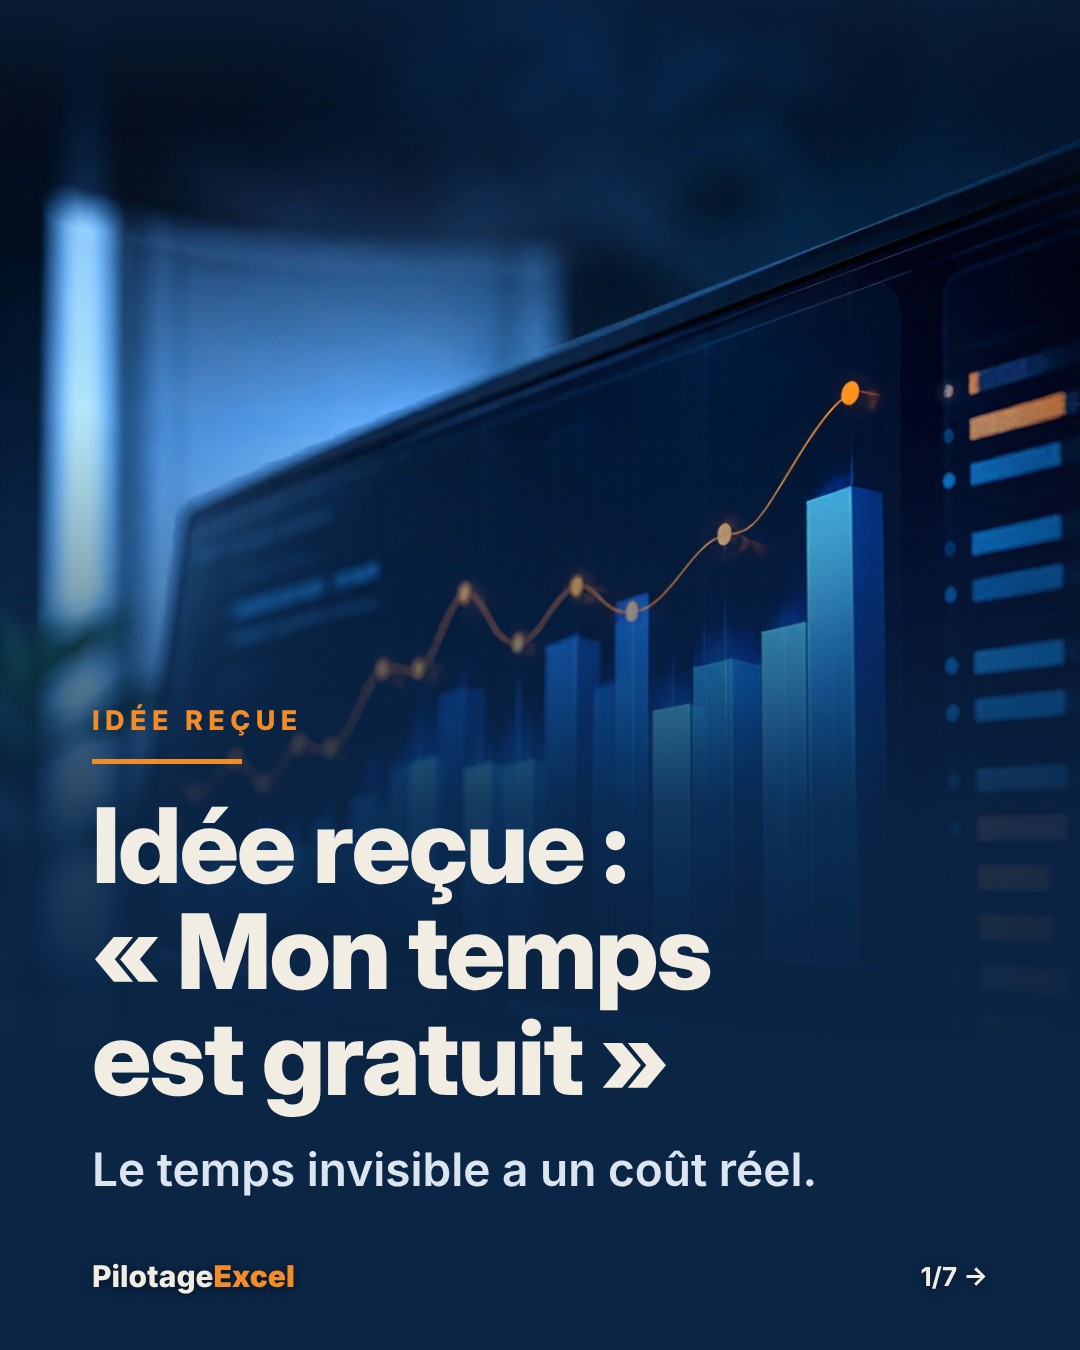 IDÉE REÇUE
Idée reçue :
« Mon temps
est gratuit »
Le temps invisible a un coût réel.
PilotageExcel
1/7 →